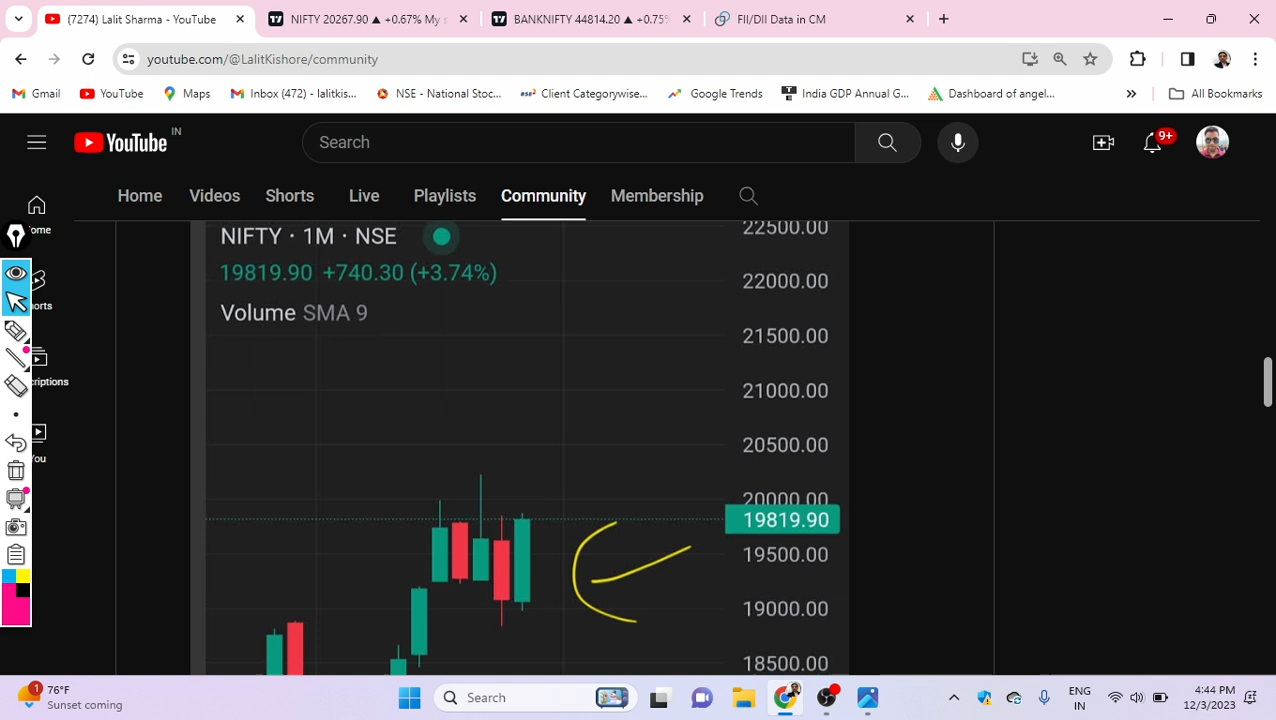 (7274) Lalit Sharma - YouTube
NIFTY 20267.90 ▲ +0.67% My s
BANKNIFTY 44814.20 ▲ +0.75%
FII/DII Data in CM
youtube.com/@LalitKishore/community
Gmail
YouTube
Maps
Inbox (472) - lalitkis...
NSE - National Stoc...
Client Categorywise...
Google Trends
India GDP Annual G...
Dashboard of angel...
»
All Bookmarks
YouTube IN
Search
9+
Home
Videos
Shorts
Live
Playlists
Community
Membership
ome
orts
criptions
You
NIFTY · 1M · NSE
19819.90 +740.30 (+3.74%)
Volume SMA 9
22500.00
22000.00
21500.00
21000.00
20500.00
20000.00
19819.90
19500.00
19000.00
18500.00
1
76°F
Sunset coming
Search
ENG
IN
4:44 PM
12/3/2023